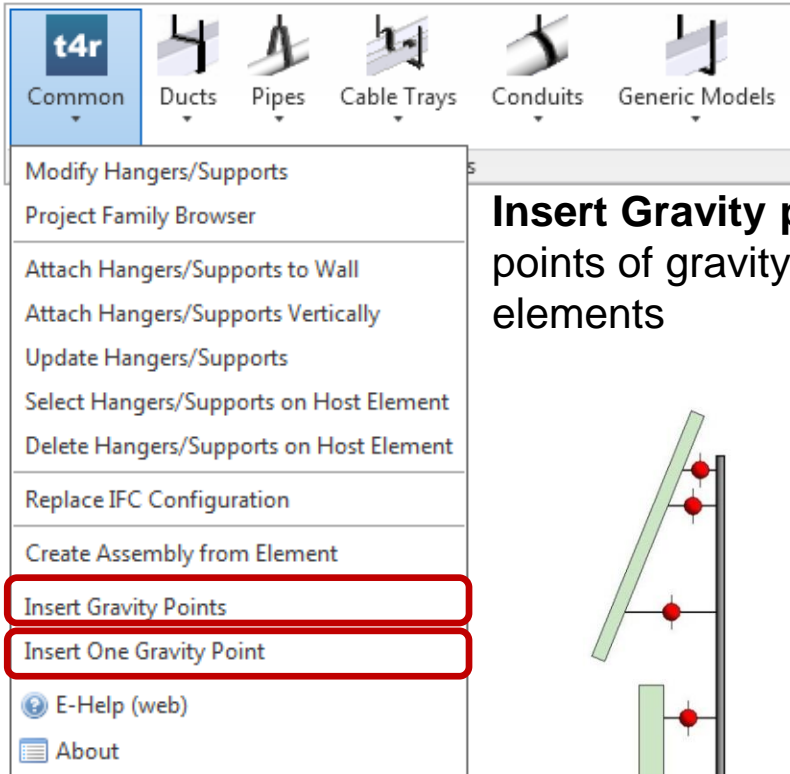 t4r
Common Ducts Pipes Cable Trays Conduits Generic Models
Modify Hangers/Supports
Project Family Browser
Insert Gravity
points of gravity
elements
Attach Hangers/Supports to Wall
Attach Hangers/Supports Vertically
Update Hangers/Supports
Select Hangers/Supports on Host Element
Delete Hangers/Supports on Host Element
Replace IFC Configuration
Create Assembly from Element
Insert Gravity Points
Insert One Gravity Point
E-Help (web)
About